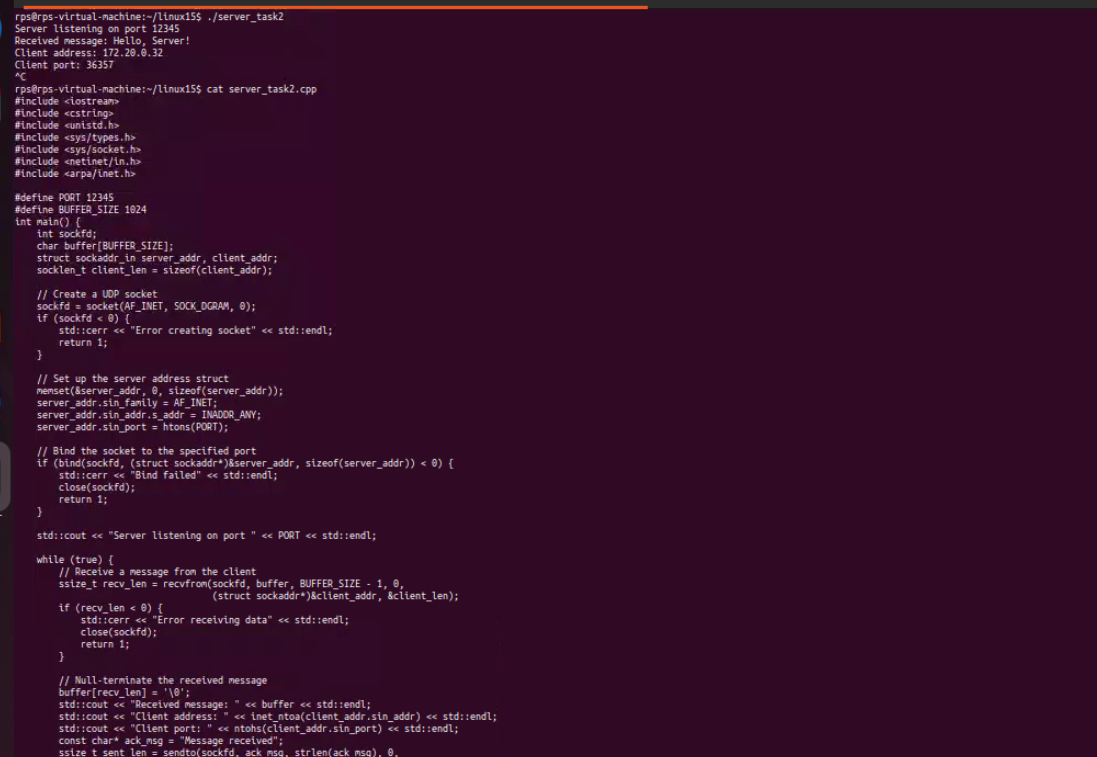 rps@rps-virtual-machine:~/linux15$ ./server_task2
Server listening on port 12345
Received message: Hello, Server!
Client address: 172.20.0.32
Client port: 36357
^C
rps@rps-virtual-machine:~/linux15$ cat server_task2.cpp
#include <iostream>
#include <cstring>
#include <unistd.h>
#include <sys/types.h>
#include <sys/socket.h>
#include <netinet/in.h>
#include <arpa/inet.h>

#define PORT 12345
#define BUFFER_SIZE 1024
int main() {
    int sockfd;
    char buffer[BUFFER_SIZE];
    struct sockaddr_in server_addr, client_addr;
    socklen_t client_len = sizeof(client_addr);

    // Create a UDP socket
    sockfd = socket(AF_INET, SOCK_DGRAM, 0);
    if (sockfd < 0) {
        std::cerr << "Error creating socket" << std::endl;
        return 1;
    }

    // Set up the server address struct
    memset(&server_addr, 0, sizeof(server_addr));
    server_addr.sin_family = AF_INET;
    server_addr.sin_addr.s_addr = INADDR_ANY;
    server_addr.sin_port = htons(PORT);

    // Bind the socket to the specified port
    if (bind(sockfd, (struct sockaddr*)&server_addr, sizeof(server_addr)) < 0) {
        std::cerr << "Bind failed" << std::endl;
        close(sockfd);
        return 1;
    }

    std::cout << "Server listening on port " << PORT << std::endl;

    while (true) {
        // Receive a message from the client
        ssize_t recv_len = recvfrom(sockfd, buffer, BUFFER_SIZE - 1, 0,
                                    (struct sockaddr*)&client_addr, &client_len);
        if (recv_len < 0) {
            std::cerr << "Error receiving data" << std::endl;
            close(sockfd);
            return 1;
        }

        // Null-terminate the received message
        buffer[recv_len] = '\0';
        std::cout << "Received message: " << buffer << std::endl;
        std::cout << "Client address: " << inet_ntoa(client_addr.sin_addr) << std::endl;
        std::cout << "Client port: " << ntohs(client_addr.sin_port) << std::endl;
        const char* ack_msg = "Message received";
        ssize_t sent_len = sendto(sockfd, ack_msg, strlen(ack_msg), 0,